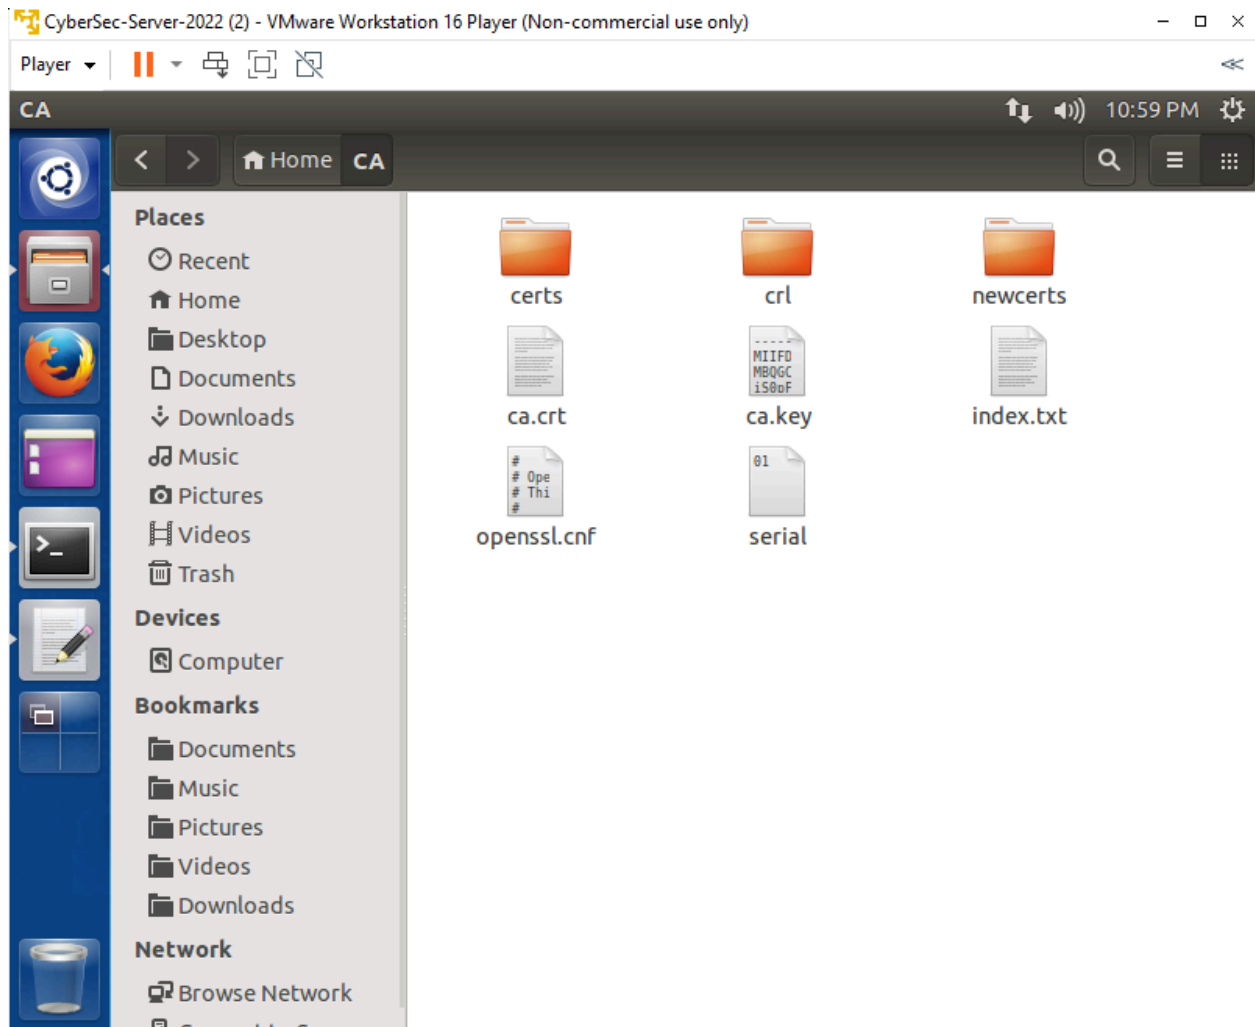 CyberSec-Server-2022 (2) - VMware Workstation 16 Player (Non-commercial use only)
Player
CA
10:59 PM
Home CA
Places
Recent
Home
Desktop
Documents
Downloads
Music
Pictures
Videos
Trash
Devices
Computer
Bookmarks
Documents
Music
Pictures
Videos
Downloads
Network
Browse Network
certs crl newcerts
-----
MIIFD
MBQGC
ca.crt ca.key index.txt
#
# Ope
# Thi
#
01
openssl.cnf serial
>_